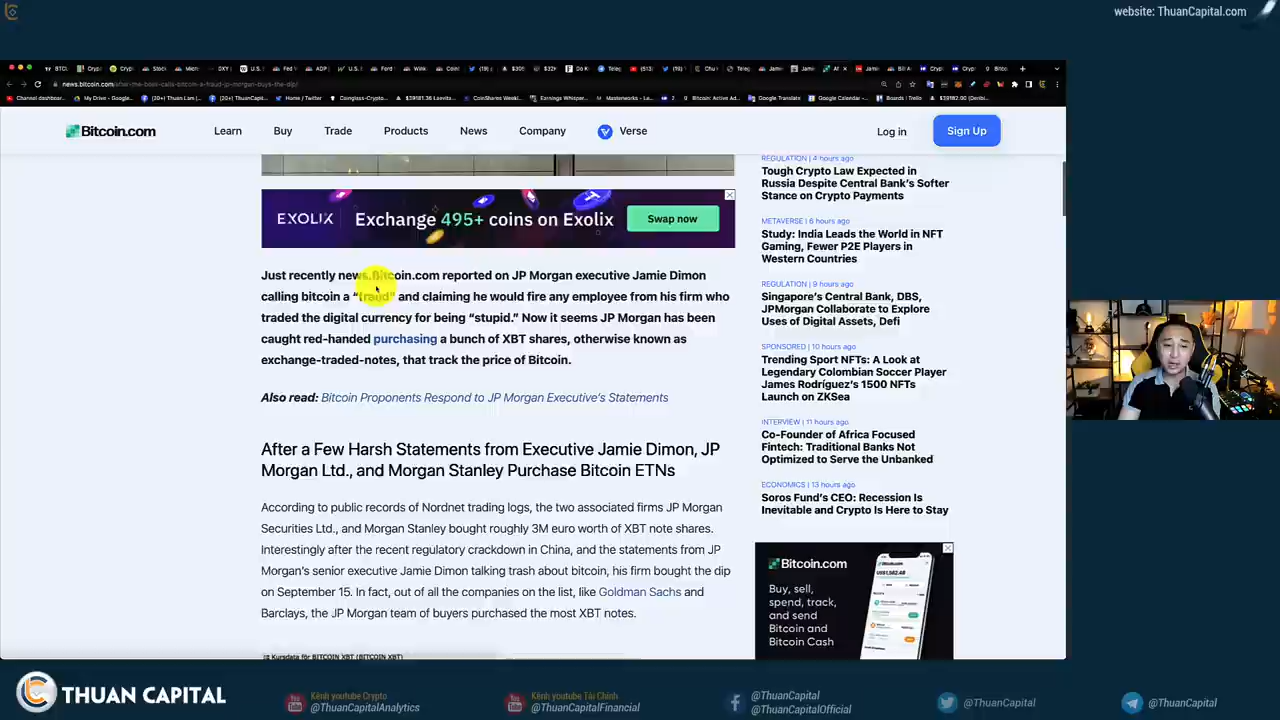 website: ThuanCapital.com
news.bitcoin.com
Bitcoin.com
Learn
Buy
Trade
Products
News
Company
Verse
Log in
Sign Up
EXOLIX
Exchange 495+ coins on Exolix
Swap now
Just recently news.Bitcoin.com reported on JP Morgan executive Jamie Dimon
calling bitcoin a “fraud” and claiming he would fire any employee from his firm who
traded the digital currency for being “stupid.” Now it seems JP Morgan has been
caught red-handed purchasing a bunch of XBT shares, otherwise known as
exchange-traded-notes, that track the price of Bitcoin.
Also read: Bitcoin Proponents Respond to JP Morgan Executive's Statements
After a Few Harsh Statements from Executive Jamie Dimon, JP
Morgan Ltd., and Morgan Stanley Purchase Bitcoin ETNs
According to public records of Nordnet trading logs, the two associated firms JP Morgan
Securities Ltd., and Morgan Stanley bought roughly 3M euro worth of XBT note shares.
Interestingly after the recent regulatory crackdown in China, and the statements from JP
Morgan's senior executive Jamie Dimon talking trash about bitcoin, his firm bought the dip
on September 15. In fact, out of all the companies on the list, like Goldman Sachs and
Barclays, the JP Morgan team of buyers purchased the most XBT notes.
Kursdata för BITCOIN XBT (BITCOIN XBT)
REGULATION | 4 hours ago
Tough Crypto Law Expected in
Russia Despite Central Bank's Softer
Stance on Crypto Payments
METAVERSE | 6 hours ago
Study: India Leads the World in NFT
Gaming, Fewer P2E Players in
Western Countries
REGULATION | 9 hours ago
Singapore's Central Bank, DBS,
JPMorgan Collaborate to Explore
Uses of Digital Assets, Defi
SPONSORED | 10 hours ago
Trending Sport NFTs: A Look at
Legendary Colombian Soccer Player
James Rodríguez's 1500 NFTs
Launch on ZKSea
INTERVIEW | 11 hours ago
Co-Founder of Africa Focused
Fintech: Traditional Banks Not
Optimized to Serve the Unbanked
ECONOMICS | 13 hours ago
Soros Fund's CEO: Recession Is
Inevitable and Crypto Is Here to Stay
Bitcoin.com
Buy, sell,
spend, track,
and send
Bitcoin and
Bitcoin Cash
THUAN CAPITAL
Kênh youtube Crypto
@ThuanCapitalAnalytics
Kênh youtube Tài Chính
@ThuanCapitalFinancial
@ThuanCapital
@ThuanCapitalOfficial
@ThuanCapital
@ThuanCapital